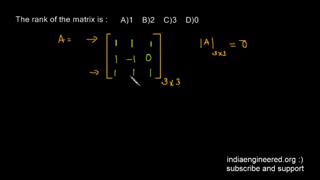 The rank of the matrix is : A)1 B)2 C)3 D)0
A = → [ 1 1 1
1 -1 0
→ 1 1 1 ] 3x3
|A| 3x3 = 0
indiaengineered.org :)
subscribe and support